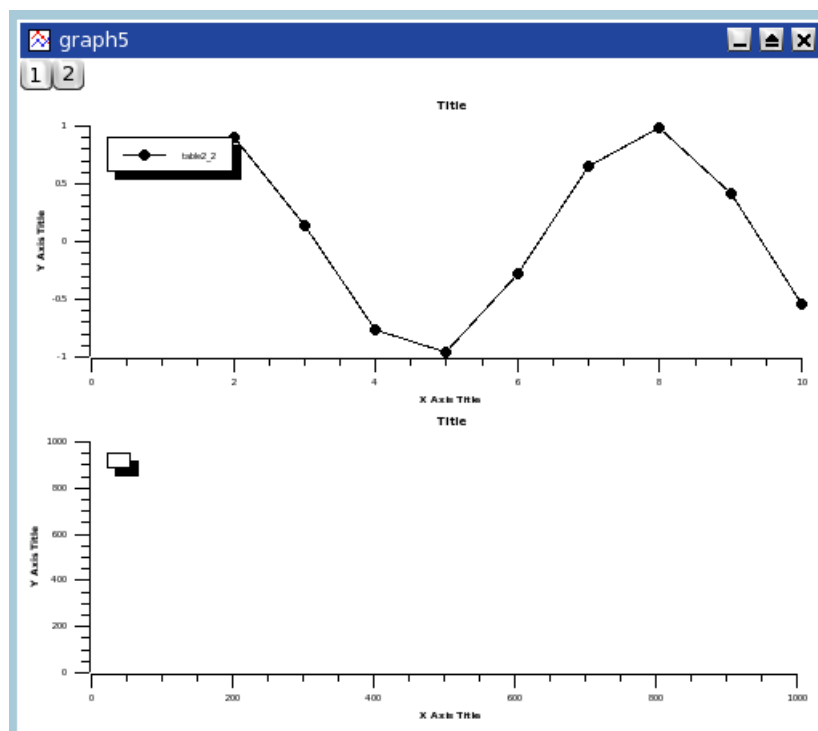 graph5
1 2
Title
1
table2_2
0.5
0
-0.5
-1
Y Axis Title
0 2 4 6 8 10
X Axis Title
Title
1000
800
600
400
200
0
Y Axis Title
0 200 400 600 800 1000
X Axis Title